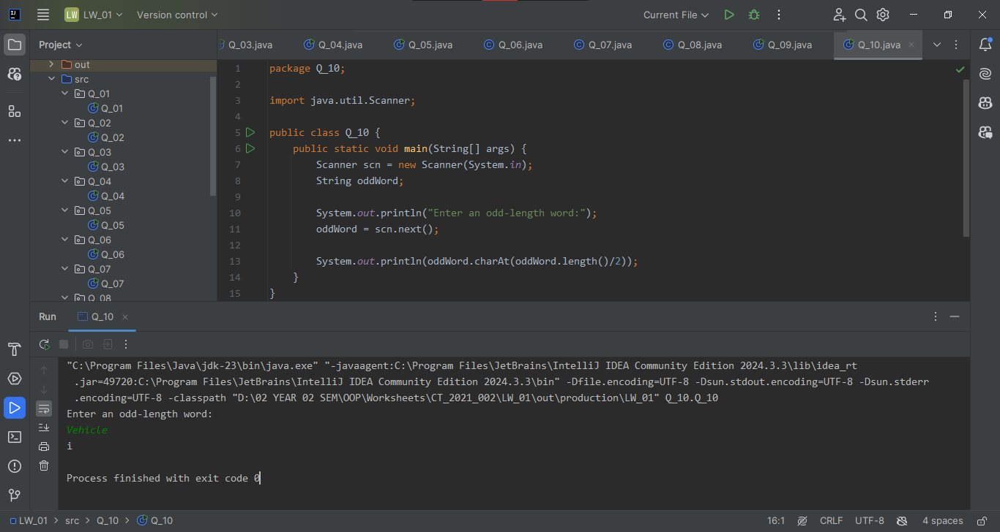 LW LW_01 Version control Current File
Project
Q_03.java Q_04.java Q_05.java Q_06.java Q_07.java Q_08.java Q_09.java Q_10.java
out
src
Q_01
Q_01
Q_02
Q_02
Q_03
Q_03
Q_04
Q_04
Q_05
Q_05
Q_06
Q_06
Q_07
Q_07
Q_08
1 package Q_10;
2
3 import java.util.Scanner;
4
5 public class Q_10 {
6 public static void main(String[] args) {
7 Scanner scn = new Scanner(System.in);
8 String oddWord;
9
10 System.out.println("Enter an odd-length word:");
11 oddWord = scn.next();
12
13 System.out.println(oddWord.charAt(oddWord.length()/2));
14 }
15 }
Run Q_10
"C:\Program Files\Java\jdk-23\bin\java.exe" "-javaagent:C:\Program Files\JetBrains\IntelliJ IDEA Community Edition 2024.3.3\lib\idea_rt
.jar=49720:C:\Program Files\JetBrains\IntelliJ IDEA Community Edition 2024.3.3\bin" -Dfile.encoding=UTF-8 -Dsun.stdout.encoding=UTF-8 -Dsun.stderr
.encoding=UTF-8 -classpath "D:\02 YEAR 02 SEM\OOP\Worksheets\CT_2021_002\LW_01\out\production\LW_01" Q_10.Q_10
Enter an odd-length word:
Vehicle
i
Process finished with exit code 0
LW_01 > src > Q_10 > Q_10 16:1 CRLF UTF-8 4 spaces